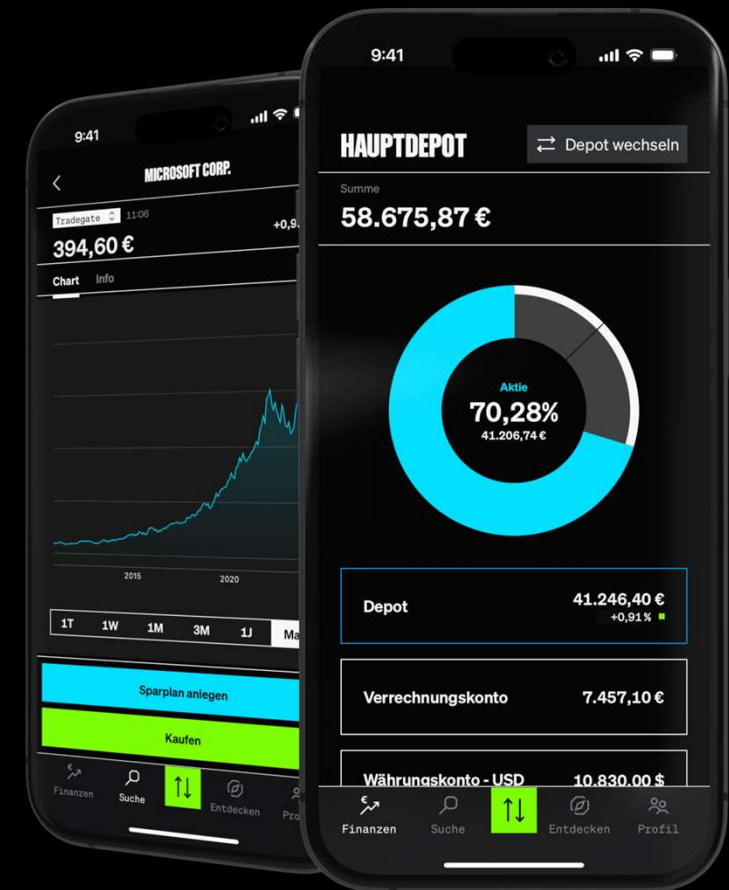 9:41
MICROSOFT CORP.
Tradegate 11:06
394,60 € +0,9
Chart Info
2015 2020
1T 1W 1M 3M 1J Ma
Sparplan anlegen
Kaufen
Finanzen Suche Entdecken Pro
9:41
HAUPTDEPOT Depot wechseln
Summe
58.675,87 €
Aktie
70,28%
41.206,74 €
Depot 41.246,40 €
+0,91 %
Verrechnungskonto 7.457,10 €
Währungskonto - USD 10.830,00 $
Finanzen Suche Entdecken Profil